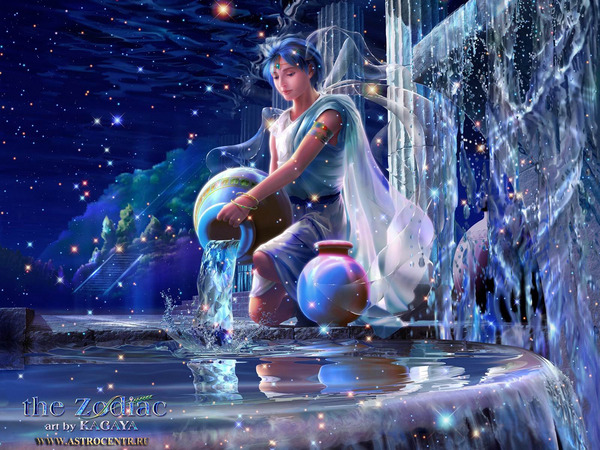 the Zodiac
art by KAGAYA
WWW.ASTROCENTR.RU